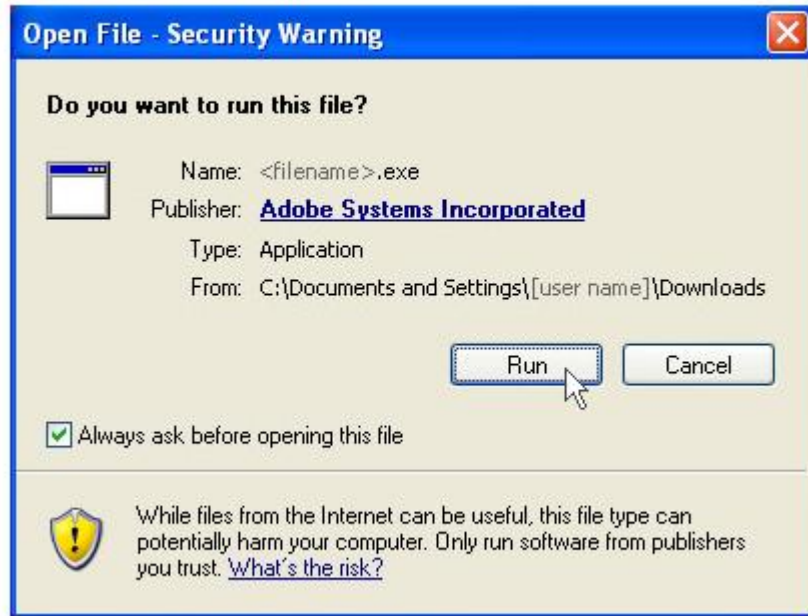 Open File - Security Warning
Do you want to run this file?
Name: <filename>.exe
Publisher: Adobe Systems Incorporated
Type: Application
From: C:\Documents and Settings\[user name]\Downloads
Run Cancel
Always ask before opening this file
While files from the Internet can be useful, this file type can
potentially harm your computer. Only run software from publishers
you trust. What's the risk?